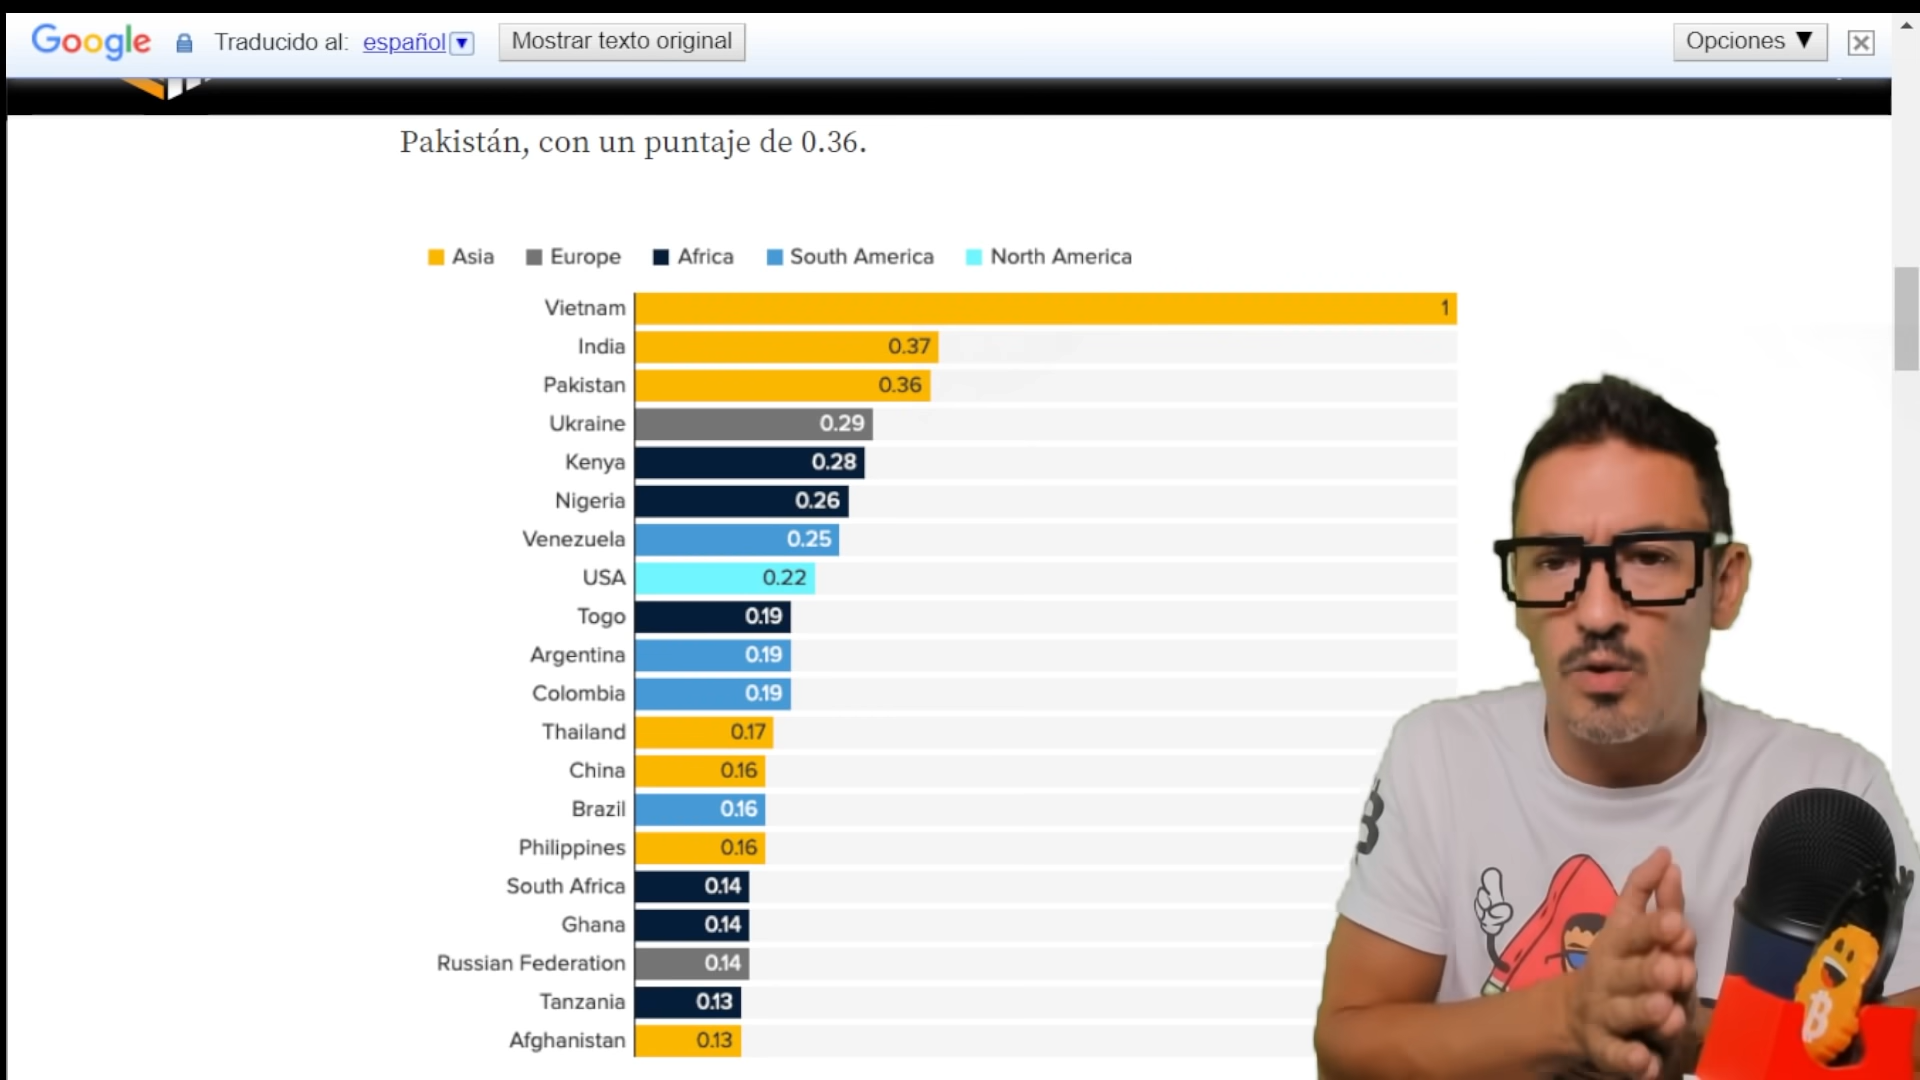 Google Traducido al: español Mostrar texto original Opciones
Pakistán, con un puntaje de 0.36.
Asia Europe Africa South America North America
Vietnam 1
India 0.37
Pakistan 0.36
Ukraine 0.29
Kenya 0.28
Nigeria 0.26
Venezuela 0.25
USA 0.22
Togo 0.19
Argentina 0.19
Colombia 0.19
Thailand 0.17
China 0.16
Brazil 0.16
Philippines 0.16
South Africa 0.14
Ghana 0.14
Russian Federation 0.14
Tanzania 0.13
Afghanistan 0.13